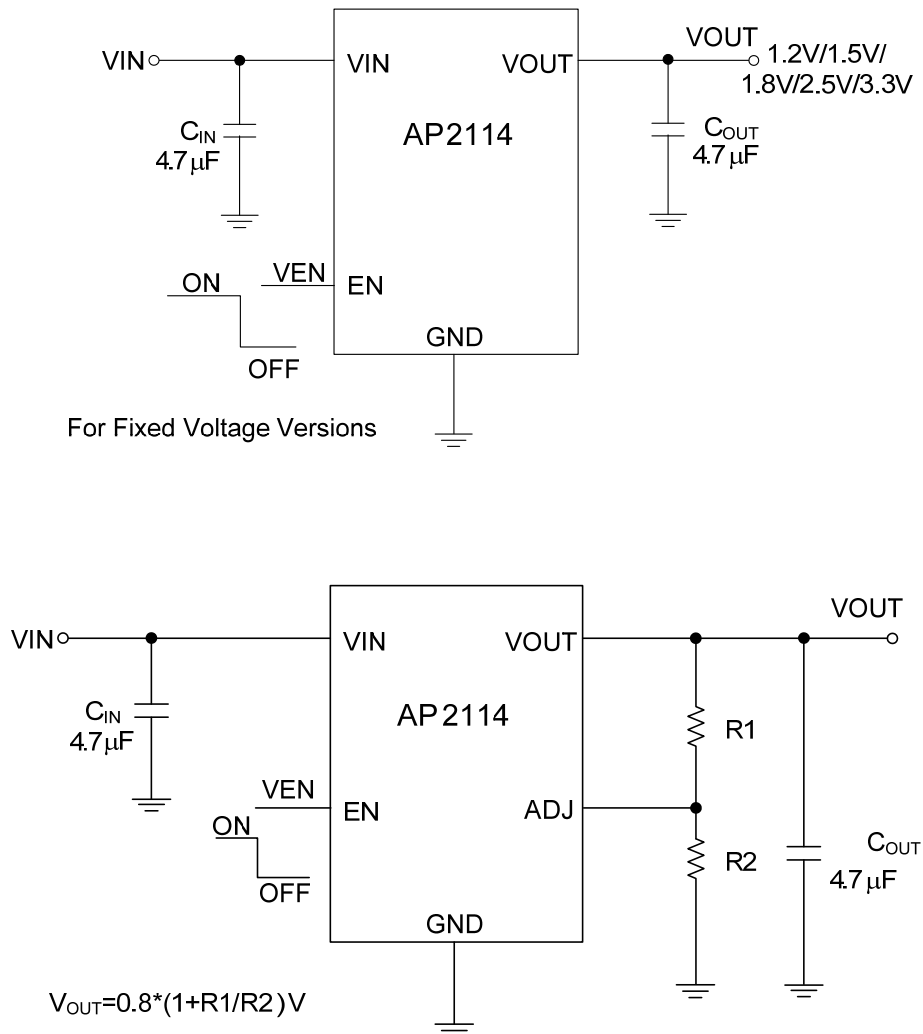 VIN
VIN
VOUT
VOUT
1.2V/1.5V/
1.8V/2.5V/3.3V
CIN
4.7µF
AP2114
COUT
4.7µF
ON
OFF
VEN
EN
GND
For Fixed Voltage Versions
VIN
VIN
VOUT
VOUT
CIN
4.7µF
AP2114
R1
VEN
EN
ADJ
ON
OFF
R2
COUT
4.7µF
GND
VOUT=0.8*(1+R1/R2)V